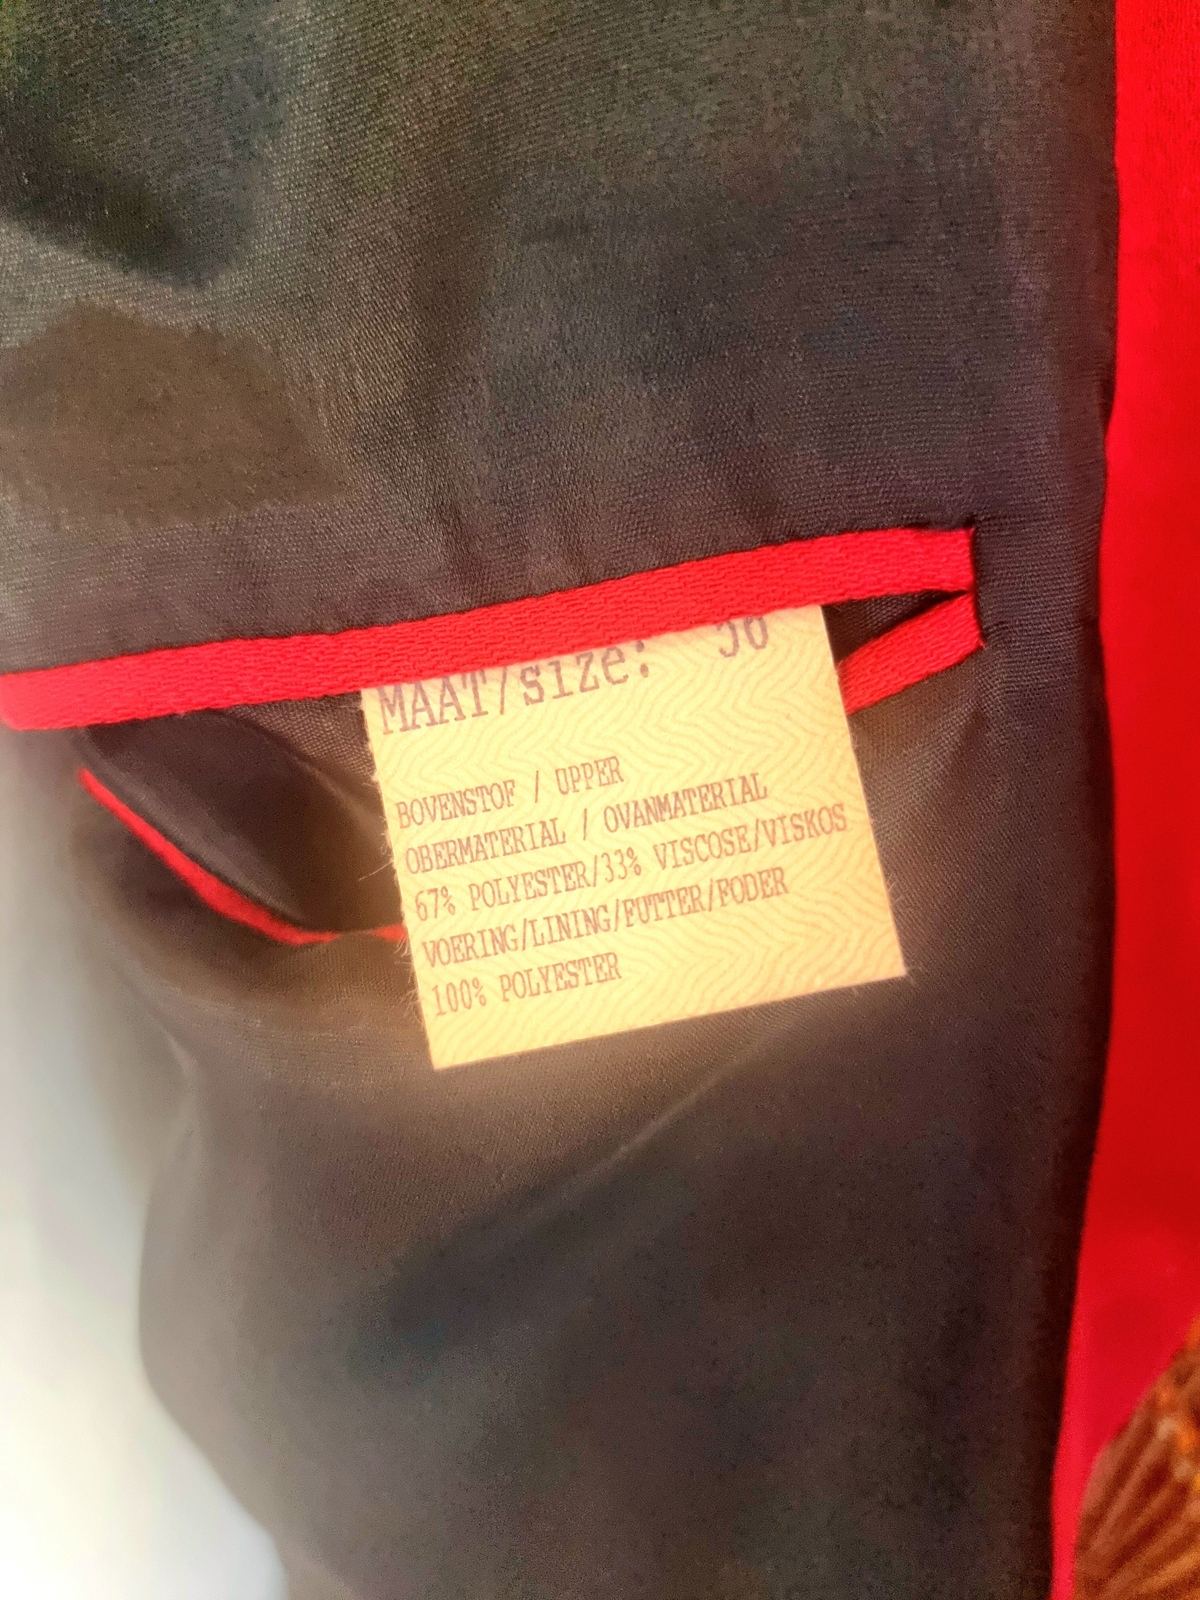 MAAT/size:
BOVENSTOF / UPPER
OBERMATERIAL / OVANMATERIAL
67% POLYESTER/33% VISCOSE/VISKOS
VOERING/LINING/FUTTER/FODER
100% POLYESTER